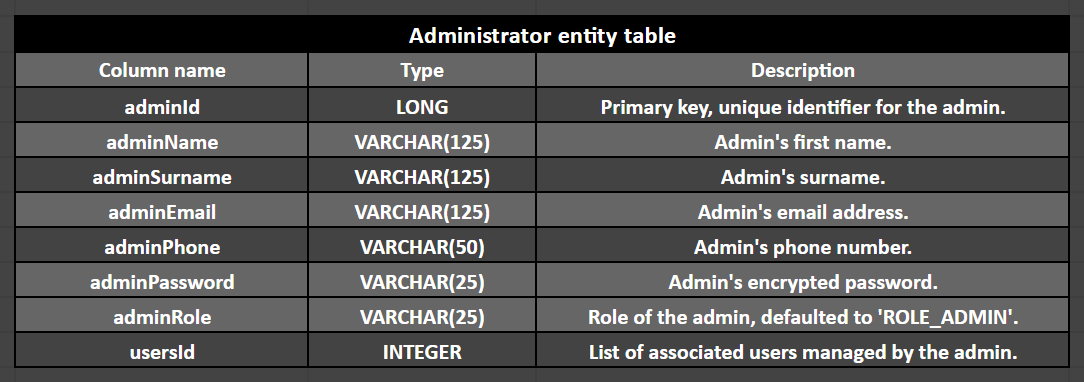 Administrator entity table
Column name Type Description
adminId LONG Primary key, unique identifier for the admin.
adminName VARCHAR(125) Admin's first name.
adminSurname VARCHAR(125) Admin's surname.
adminEmail VARCHAR(125) Admin's email address.
adminPhone VARCHAR(50) Admin's phone number.
adminPassword VARCHAR(25) Admin's encrypted password.
adminRole VARCHAR(25) Role of the admin, defaulted to 'ROLE_ADMIN'.
usersId INTEGER List of associated users managed by the admin.